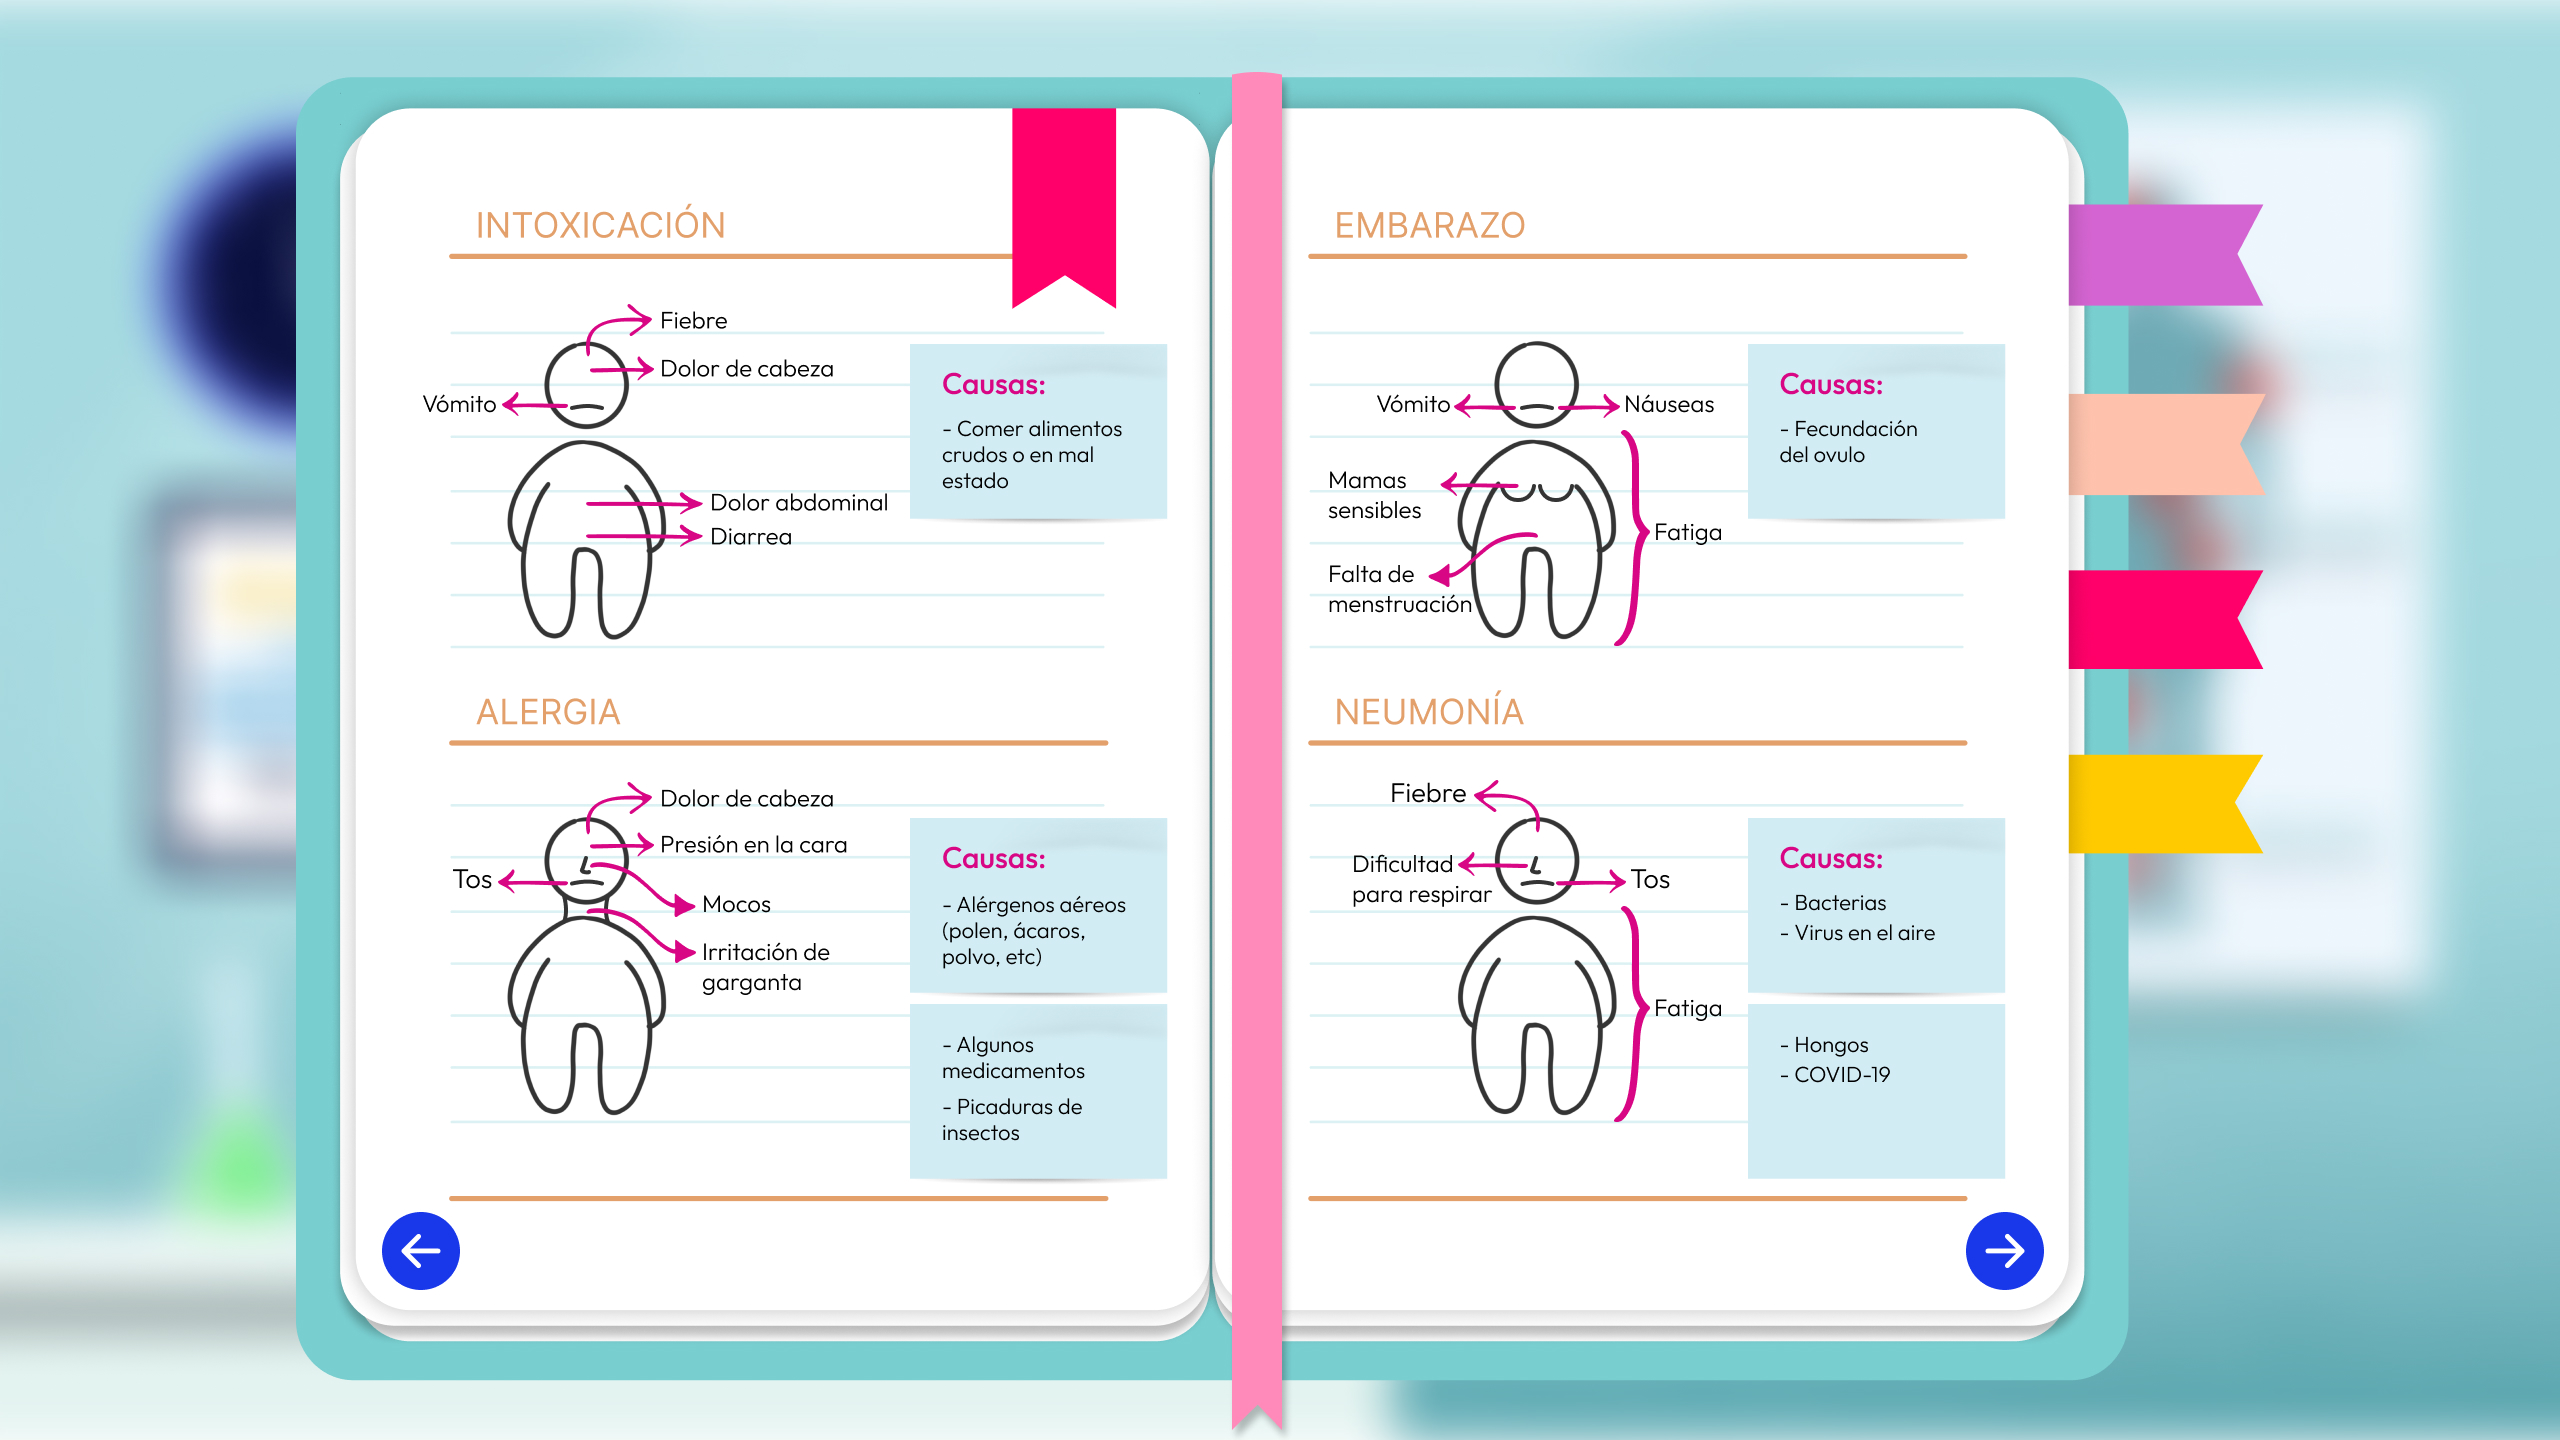 INTOXICACIÓN
Fiebre
Dolor de cabeza
Vómito
Dolor abdominal
Diarrea
Causas:
- Comer alimentos
crudos o en mal
estado
ALERGIA
Dolor de cabeza
Presión en la cara
Tos
Mocos
Irritación de
garganta
Causas:
- Alérgenos aéreos
(polen, ácaros,
polvo, etc)
- Algunos
medicamentos
- Picaduras de
insectos
EMBARAZO
Vómito
Náuseas
Mamas
sensibles
Fatiga
Falta de
menstruación
Causas:
- Fecundación
del ovulo
NEUMONÍA
Fiebre
Dificultad
para respirar
Tos
Fatiga
Causas:
- Bacterias
- Virus en el aire
- Hongos
- COVID-19